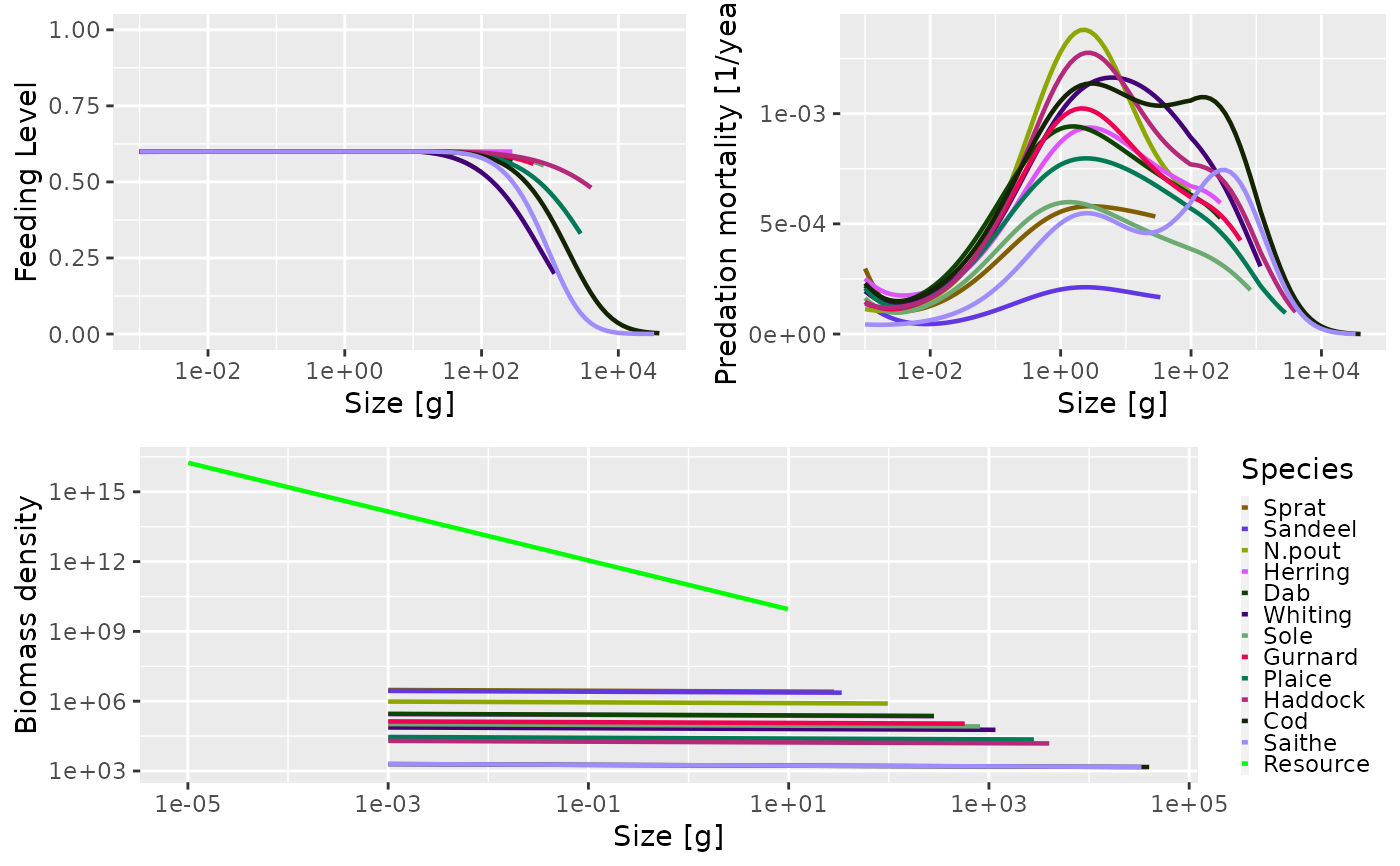 Feeding Level
1.00
0.75
0.50
0.25
0.00
1e-02 1e+00 1e+02 1e+04
Size [g]
Predation mortality [1/yea
1e-03
5e-04
0e+00
1e-02 1e+00 1e+02 1e+04
Size [g]
Biomass density
1e+15
1e+12
1e+09
1e+06
1e+03
1e-05 1e-03 1e-01 1e+01 1e+03 1e+05
Size [g]
Species
Sprat
Sandeel
N.pout
Herring
Dab
Whiting
Sole
Gurnard
Plaice
Haddock
Cod
Saithe
Resource